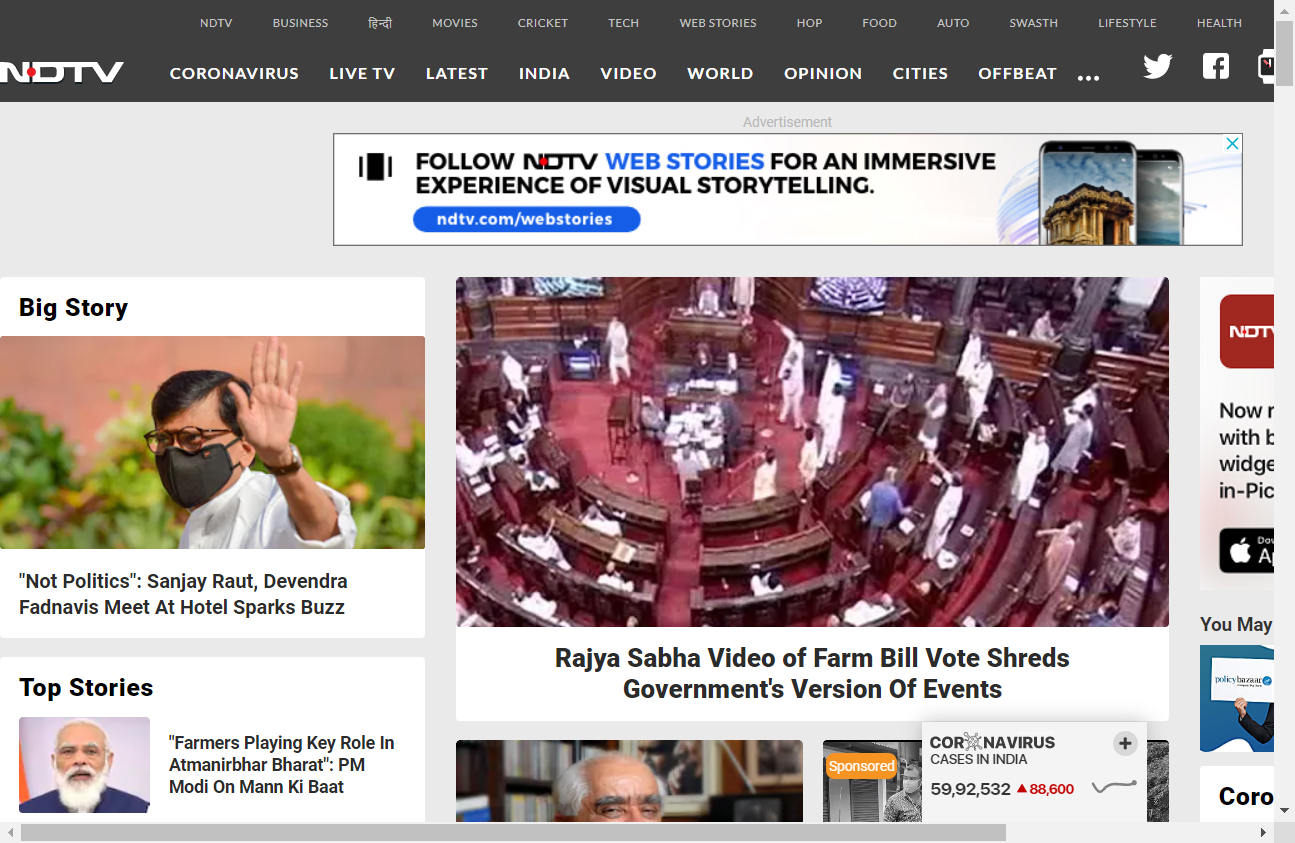 NDTV BUSINESS हिन्दी MOVIES CRICKET TECH WEB STORIES HOP FOOD AUTO SWASTH LIFESTYLE HEALTH
NDTV CORONAVIRUS LIVE TV LATEST INDIA VIDEO WORLD OPINION CITIES OFFBEAT ...
Advertisement
FOLLOW NDTV WEB STORIES FOR AN IMMERSIVE
EXPERIENCE OF VISUAL STORYTELLING.
ndtv.com/webstories
Big Story
"Not Politics": Sanjay Raut, Devendra
Fadnavis Meet At Hotel Sparks Buzz
Top Stories
"Farmers Playing Key Role In
Atmanirbhar Bharat": PM
Modi On Mann Ki Baat
Rajya Sabha Video of Farm Bill Vote Shreds
Government's Version Of Events
Sponsored
CORONAVIRUS
CASES IN INDIA
59,92,532 88,600
NDTV
Now
with
in-Pic
You May
policybazaar
Coro